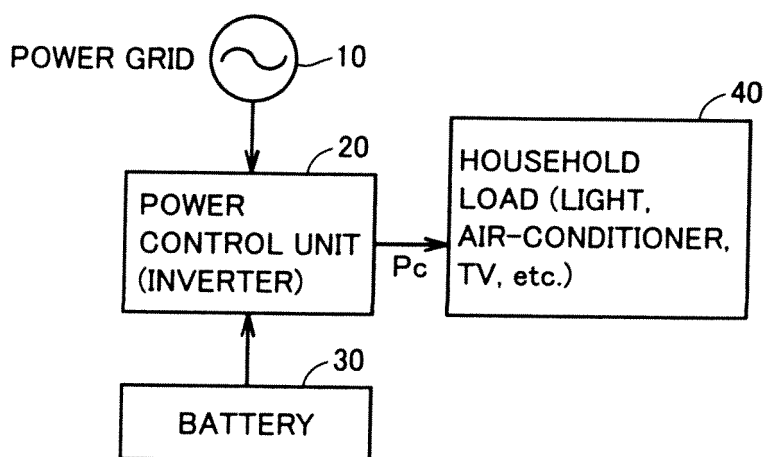 POWER GRID
10
20
POWER
CONTROL UNIT
(INVERTER)
Pc
40
HOUSEHOLD
LOAD (LIGHT,
AIR-CONDITIONER,
TV, etc.)
30
BATTERY